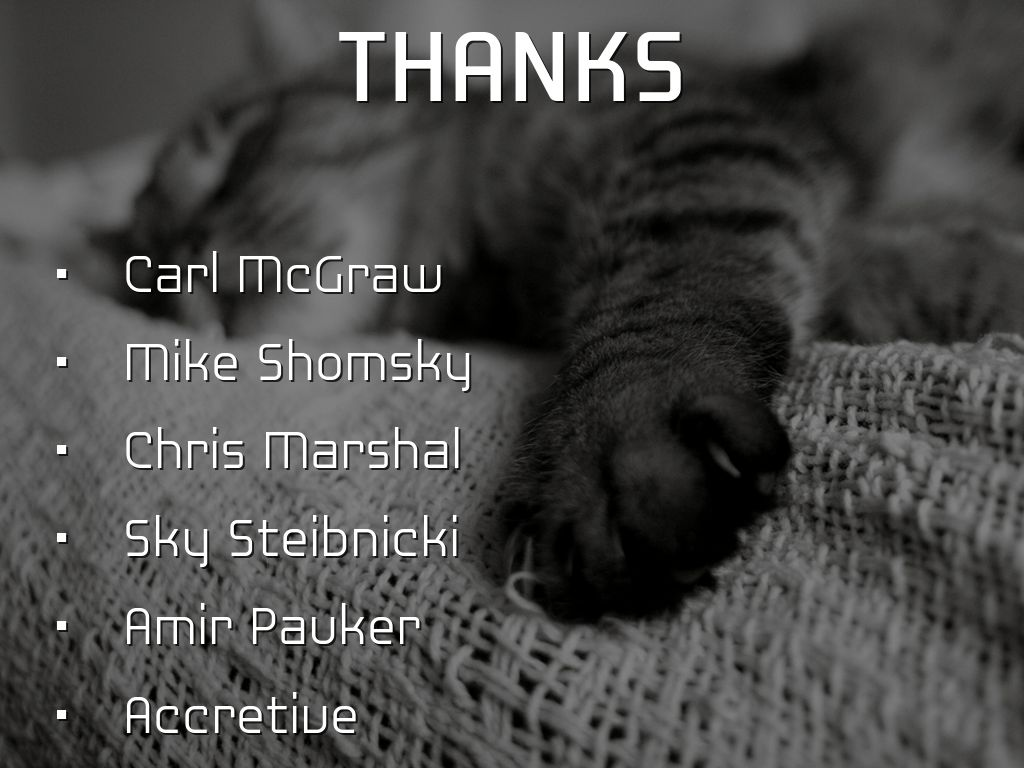 THANKS
▪ Carl McGraw
▪ Mike Shomsky
▪ Chris Marshal
▪ Sky Steibnicki
▪ Amir Pauker
▪ Accretive